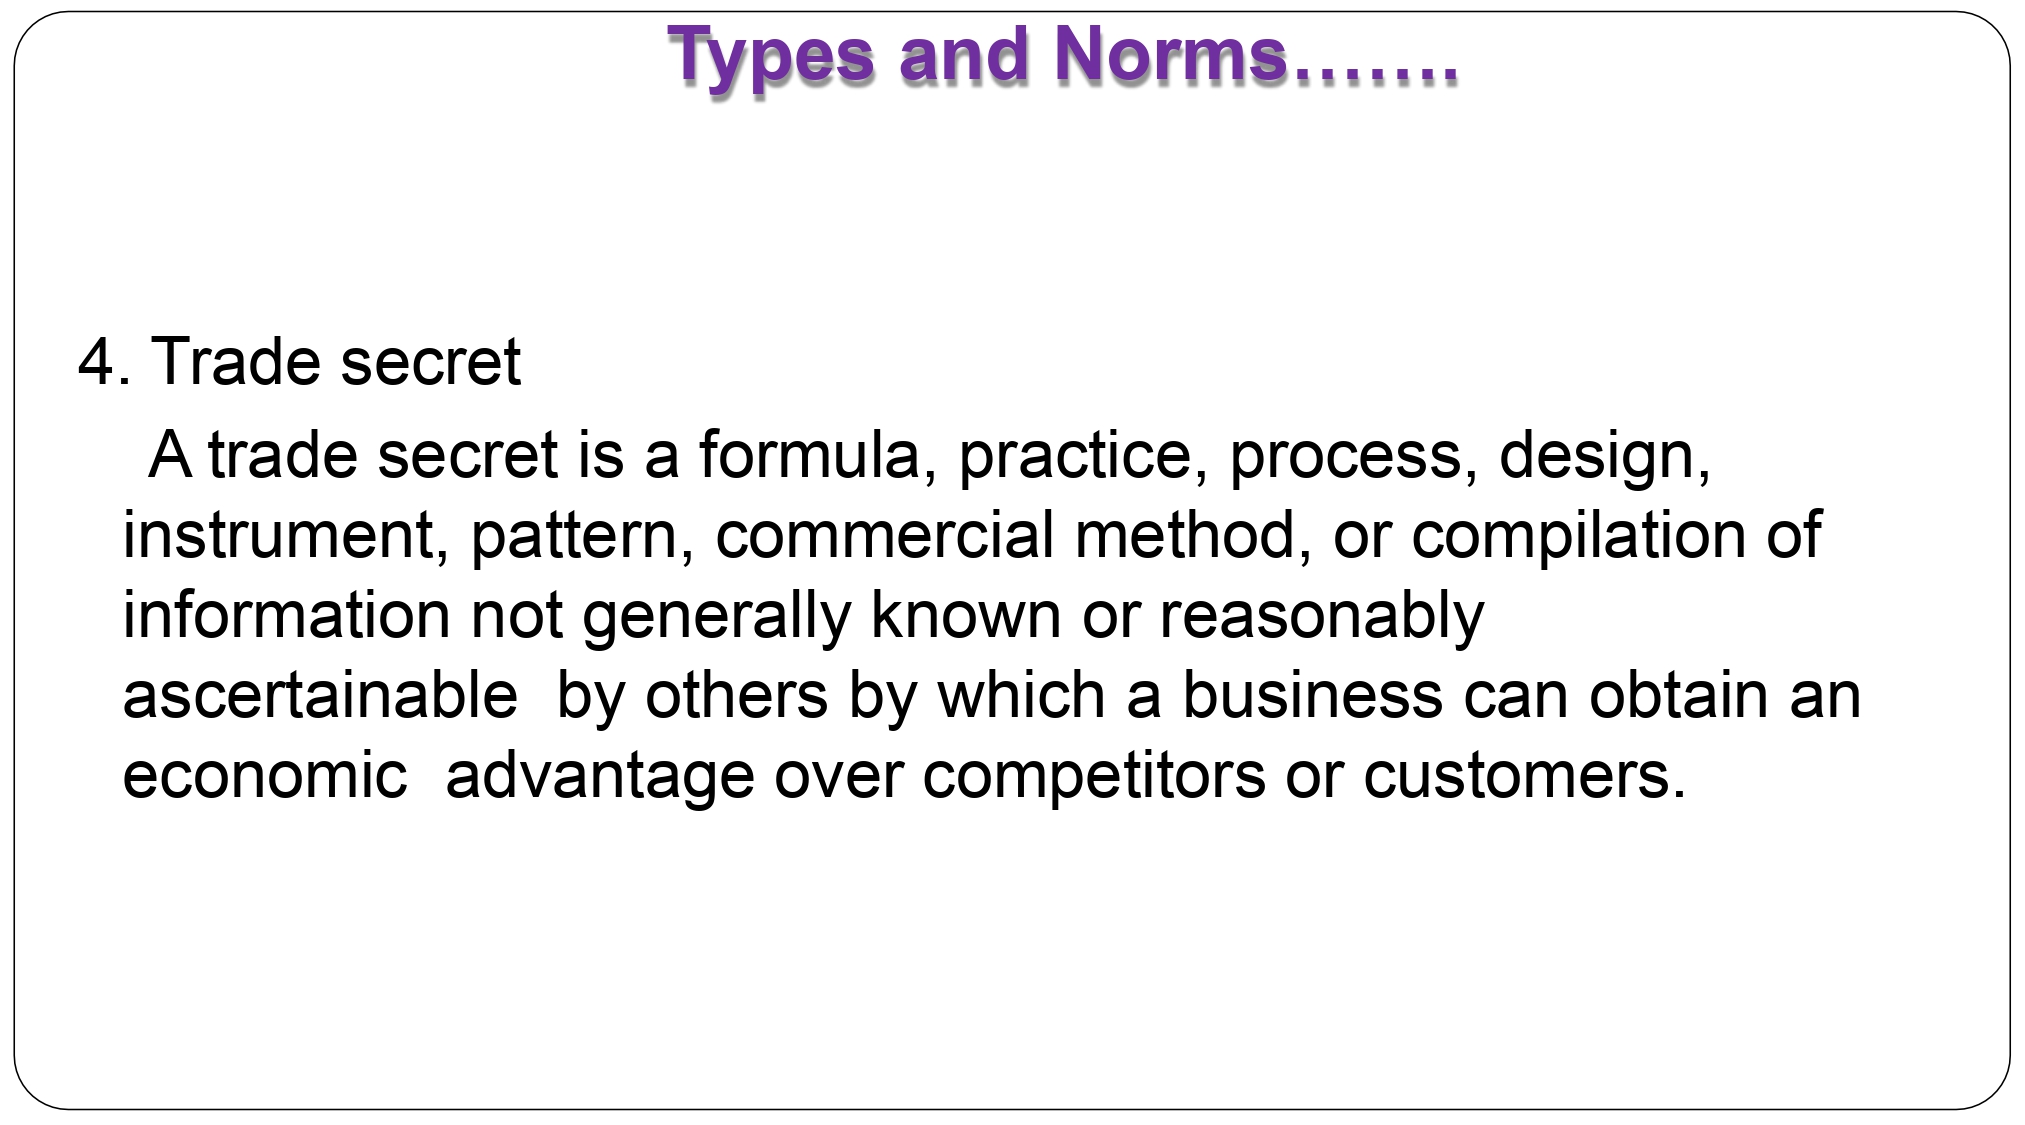 Types and Norms…….
4. Trade secret
A trade secret is a formula, practice, process, design,
instrument, pattern, commercial method, or compilation of
information not generally known or reasonably
ascertainable  by others by which a business can obtain an
economic  advantage over competitors or customers.